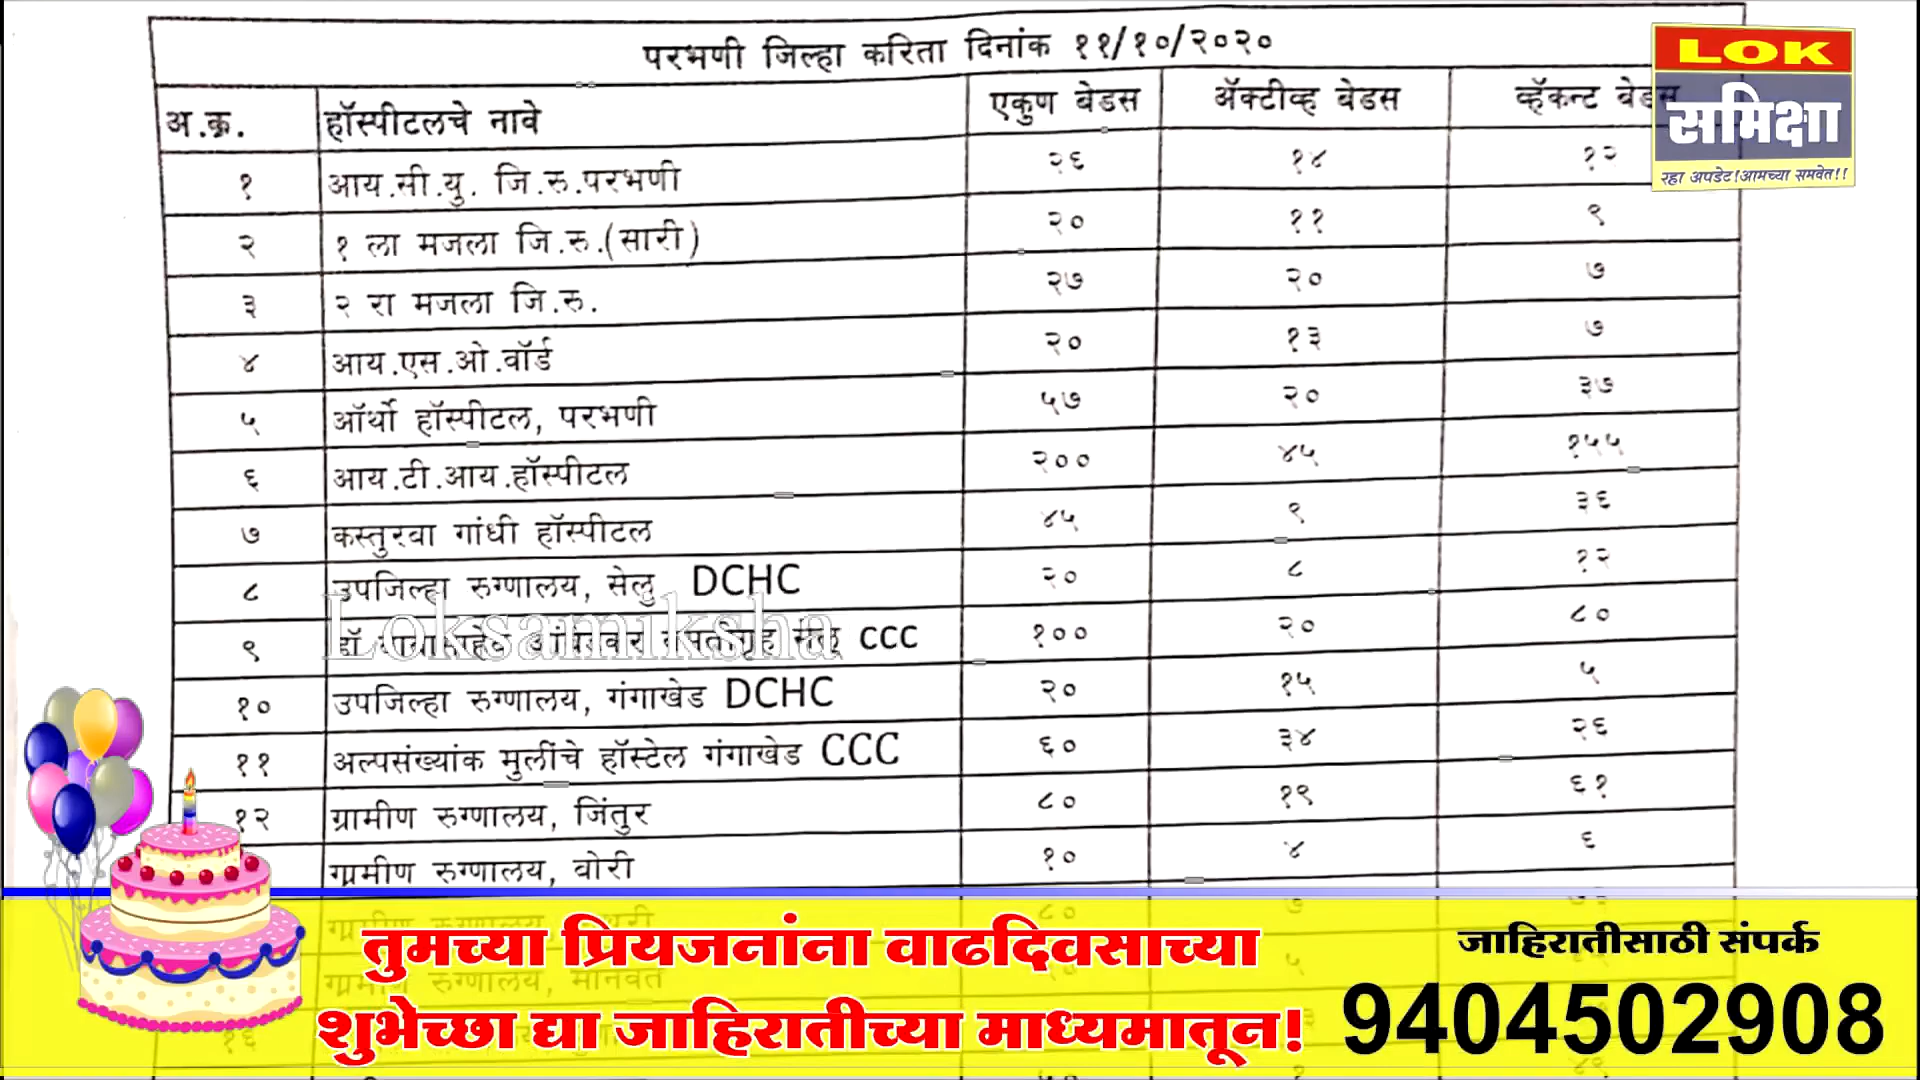 परभणी जिल्हा करिता दिनांक ११/१०/२०२०
LOK
समिक्षा
रहा अपडेट!आमच्या समवेत!!
अ.क्र. हॉस्पीटलचे नावे एकुण बेडस ॲक्टीव्ह बेडस व्हॅकन्ट बेडस
१ आय.सी.यु. जि.रु.परभणी २६ १४ १२
२ १ ला मजला जि.रु.(सारी) २० ११ ९
३ २ रा मजला जि.रु. २७ २० ७
४ आय.एस.ओ.वॉर्ड २० १३ ७
५ ऑर्थो हॉस्पीटल, परभणी ५७ २० ३७
६ आय.टी.आय.हॉस्पीटल २०० ४५ १५५
७ कस्तुरबा गांधी हॉस्पीटल ४५ ९ ३६
८ उपजिल्हा रुग्णालय, सेलु DCHC २० ८ १२
Loksamiksha
९ डॉ CCC १०० २० ८०
१० उपजिल्हा रुग्णालय, गंगाखेड DCHC २० १५ ५
११ अल्पसंख्यांक मुलींचे हॉस्टेल गंगाखेड CCC ६० ३४ २६
१२ ग्रामीण रुग्णालय, जिंतुर ८० १९ ६१
ग्रामीण रुग्णालय, बोरी १० ४ ६
ग्रामीण रुग्णालय, मानवत
तुमच्या प्रियजनांना वाढदिवसाच्या
शुभेच्छा द्या जाहिरातीच्या माध्यमातून!
जाहिरातीसाठी संपर्क
9404502908